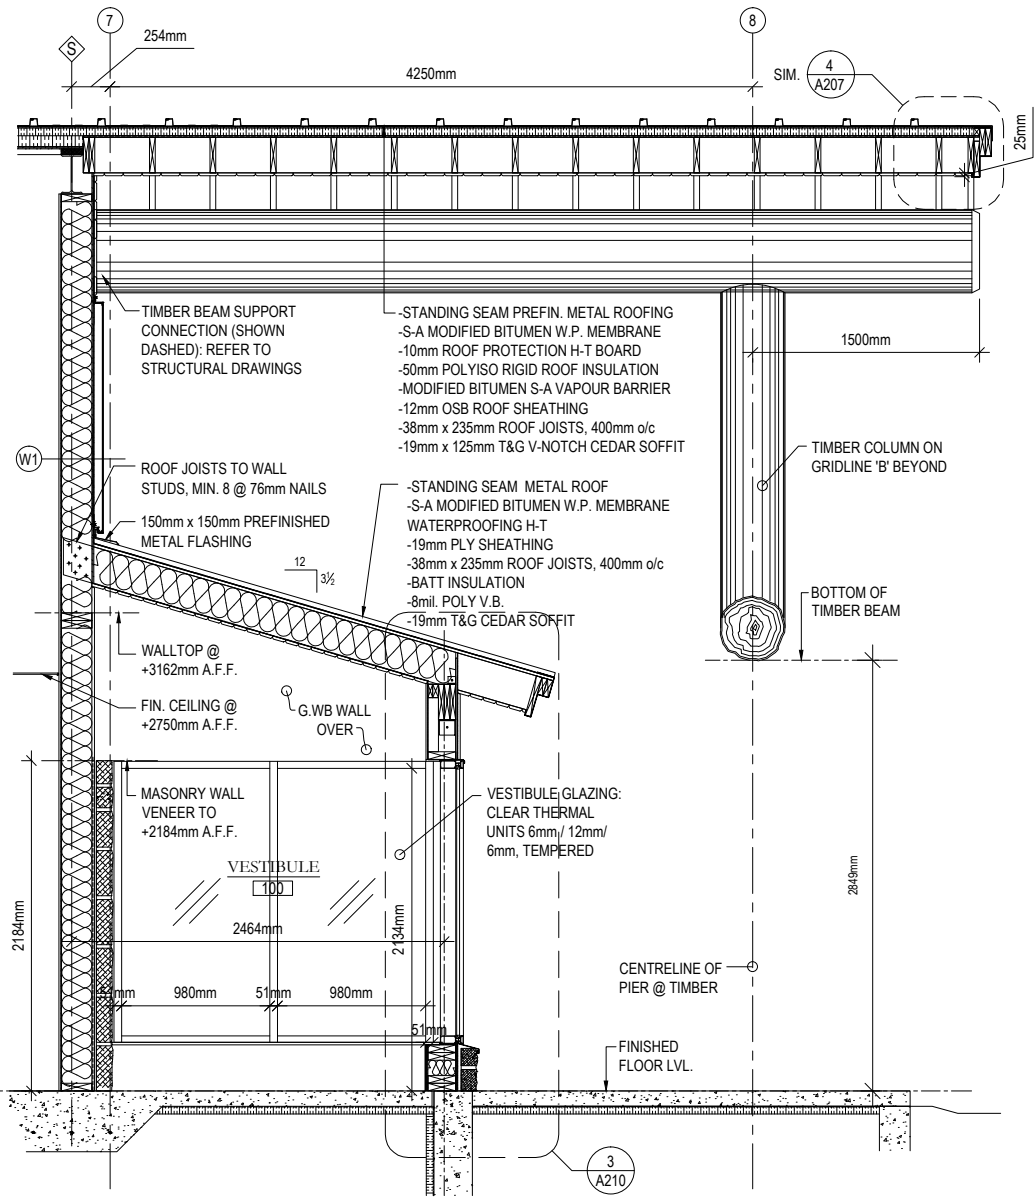 7
8
S
254mm
4250mm
SIM.
4
A207
25mm
TIMBER BEAM SUPPORT
CONNECTION (SHOWN
DASHED): REFER TO
STRUCTURAL DRAWINGS
-STANDING SEAM PREFIN. METAL ROOFING
-S-A MODIFIED BITUMEN W.P. MEMBRANE
-10mm ROOF PROTECTION H-T BOARD
-50mm POLYISO RIGID ROOF INSULATION
-MODIFIED BITUMEN S-A VAPOUR BARRIER
-12mm OSB ROOF SHEATHING
-38mm x 235mm ROOF JOISTS, 400mm o/c
-19mm x 125mm T&G V-NOTCH CEDAR SOFFIT
1500mm
W1
ROOF JOISTS TO WALL
STUDS, MIN. 8 @ 76mm NAILS
150mm x 150mm PREFINISHED
METAL FLASHING
TIMBER COLUMN ON
GRIDLINE 'B' BEYOND
-STANDING SEAM METAL ROOF
-S-A MODIFIED BITUMEN W.P. MEMBRANE
WATERPROOFING H-T
-19mm PLY SHEATHING
-38mm x 235mm ROOF JOISTS, 400mm o/c
-BATT INSULATION
-8mil. POLY V.B.
-19mm T&G CEDAR SOFFIT
12
3½
BOTTOM OF
TIMBER BEAM
WALLTOP @
+3162mm A.F.F.
FIN. CEILING @
+2750mm A.F.F.
G.WB WALL
OVER
MASONRY WALL
VENEER TO
+2184mm A.F.F.
VESTIBULE GLAZING:
CLEAR THERMAL
UNITS 6mm / 12mm/
6mm, TEMPERED
VESTIBULE
100
2184mm
2464mm
2134mm
2849mm
51mm
980mm
51mm
980mm
51mm
CENTRELINE OF
PIER @ TIMBER
FINISHED
FLOOR LVL.
3
A210